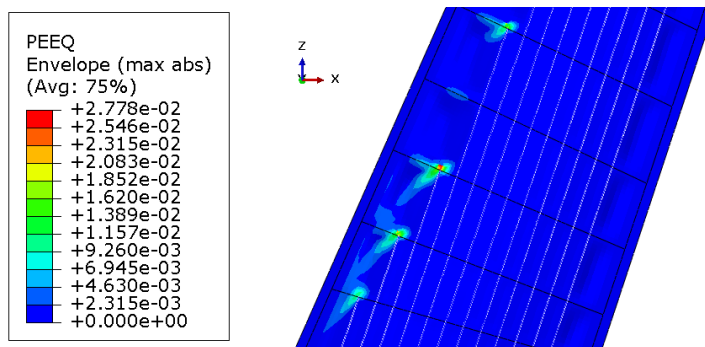 PEEQ
Envelope (max abs)
(Avg: 75%)
+2.778e-02
+2.546e-02
+2.315e-02
+2.083e-02
+1.852e-02
+1.620e-02
+1.389e-02
+1.157e-02
+9.260e-03
+6.945e-03
+4.630e-03
+2.315e-03
+0.000e+00
Z
X